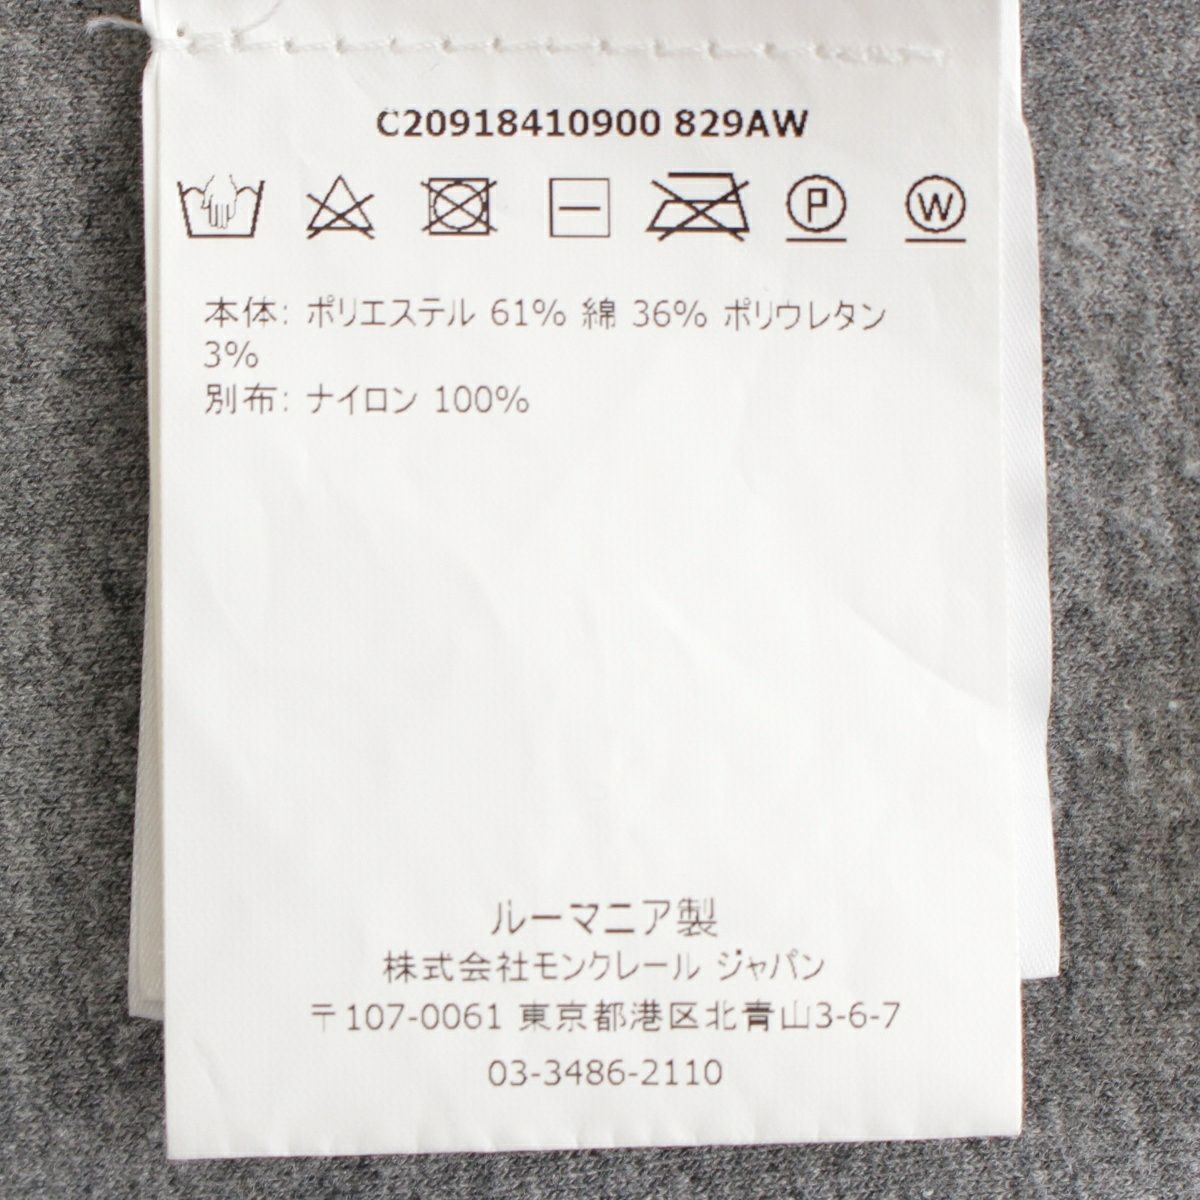 C20918410900 829AW
P W
本体: ポリエステル 61% 綿 36% ポリウレタン
3%
別布: ナイロン 100%
ルーマニア製
株式会社モンクレール ジャパン
〒107-0061 東京都港区北青山3-6-7
03-3486-2110